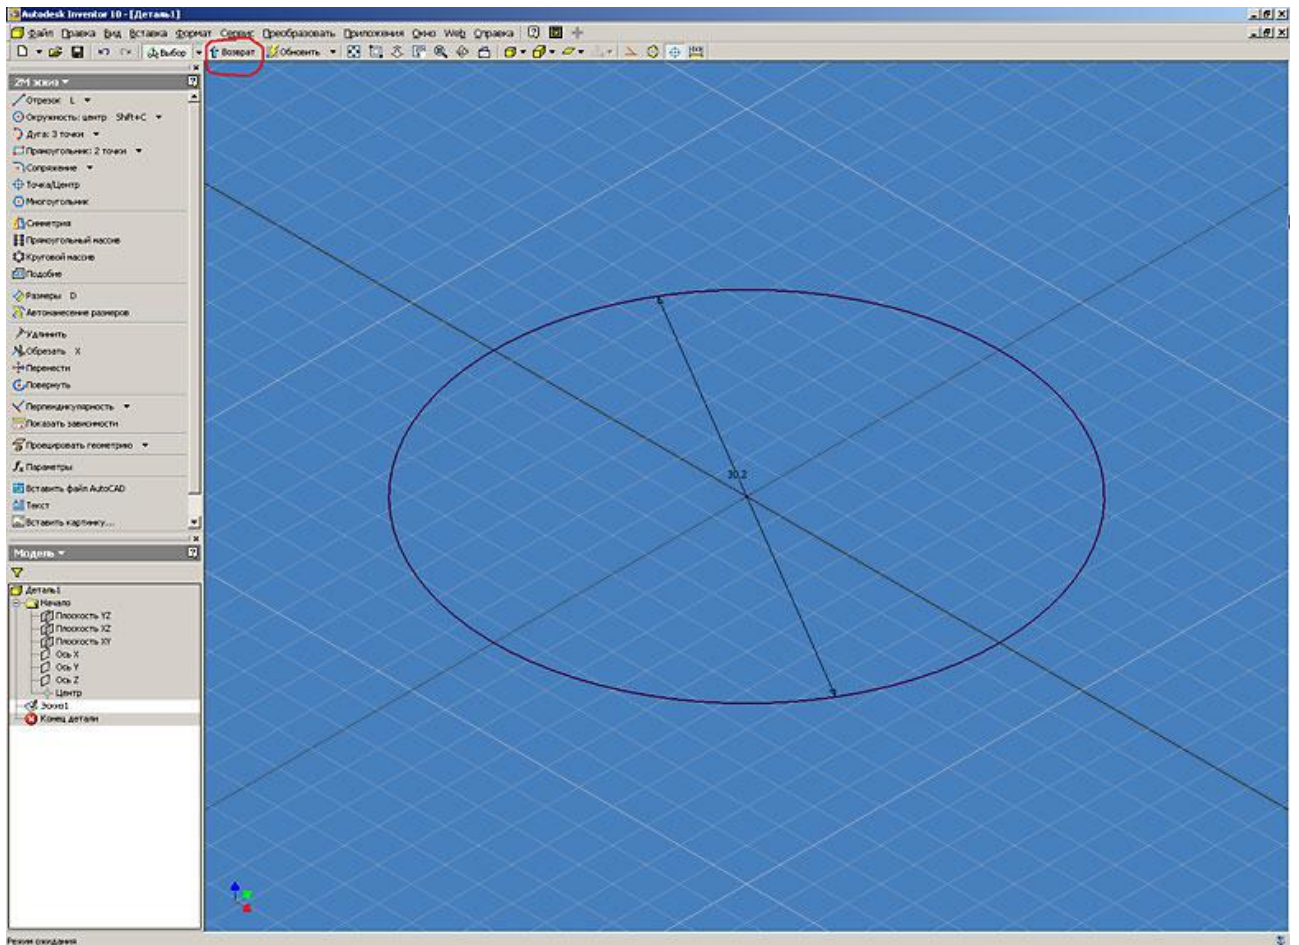 Autodesk Inventor 10 - [Деталь1]
Файл Правка Вид Вставка Формат Сервис Преобразовать Приложения Окно Web Справка
Выбор Возврат Обновить
2М эскиз
Отрезок L
Окружность: центр Shift+C
Дуга: 3 точки
Прямоугольник: 2 точки
Сопряжение
Точка/Центр
Многоугольник
Симметрия
Прямоугольный массив
Круговой массив
Подобие
Размеры D
Автонанесение размеров
Удлинить
Обрезать X
Перенести
Повернуть
Перпендикулярность
Показать зависимости
Проецировать геометрию
fx Параметры
Вставить файл AutoCAD
Текст
Вставить картинку...
Модель
Деталь1
Начало
Плоскость YZ
Плоскость XZ
Плоскость XY
Ось X
Ось Y
Ось Z
Центр
Эскиз1
Конец детали
30,2
Режим ожидания